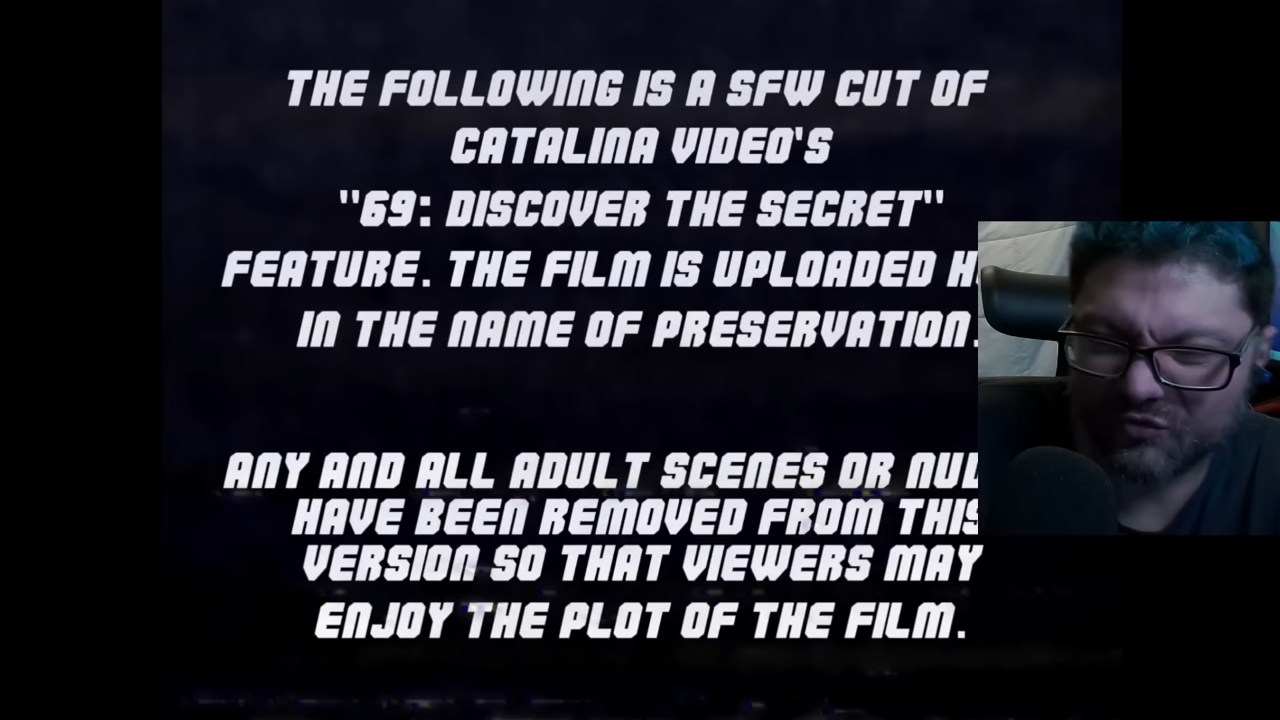 THE FOLLOWING IS A SFW CUT OF
CATALINA VIDEO'S
"69: DISCOVER THE SECRET"
FEATURE. THE FILM IS UPLOADED
IN THE NAME OF PRESERVATION.
ANY AND ALL ADULT SCENES OR
HAVE BEEN REMOVED FROM THIS
VERSION SO THAT VIEWERS MAY
ENJOY THE PLOT OF THE FILM.